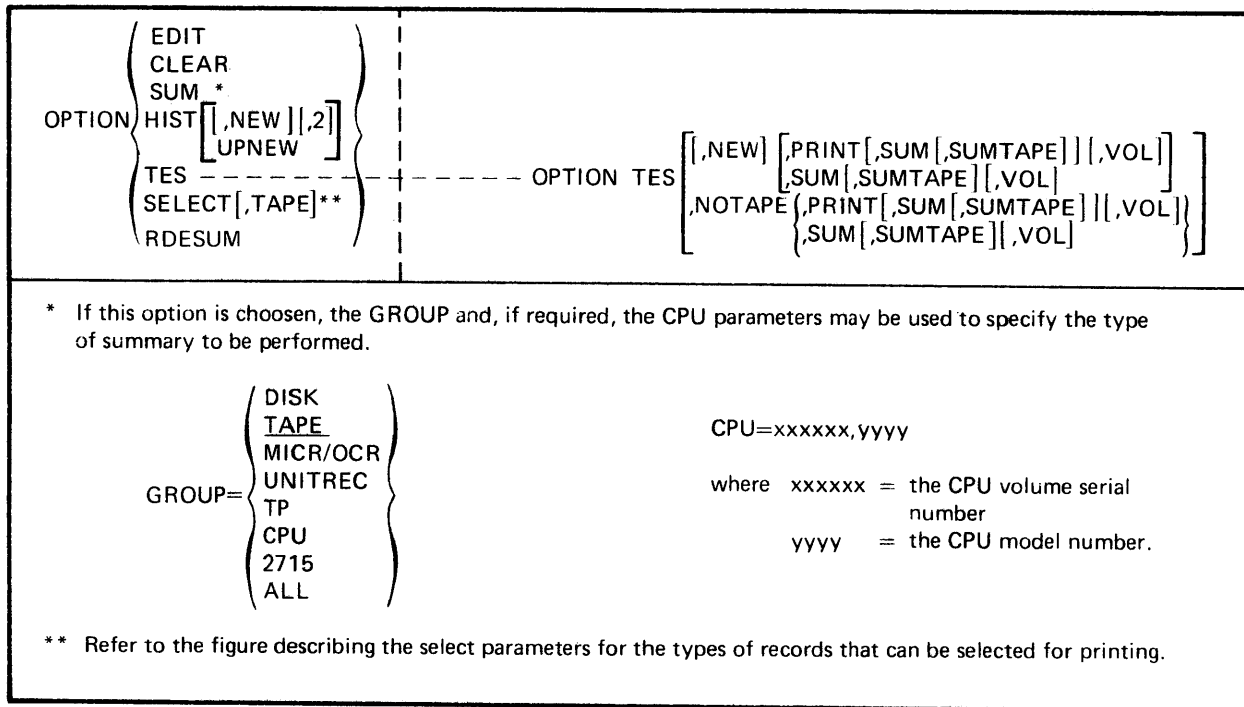 EDIT
CLEAR
SUM *
OPTION HIST[[,NEW][,2]
UPNEW]
TES
SELECT[,TAPE]**
RDESUM
OPTION TES[[,NEW] [,PRINT[,SUM[,SUMTAPE]][,VOL]]
,SUM[,SUMTAPE][,VOL]
,NOTAPE{,PRINT[,SUM[,SUMTAPE]][,VOL]}
,SUM[,SUMTAPE][,VOL]
* If this option is choosen, the GROUP and, if required, the CPU parameters may be used to specify the type
of summary to be performed.
DISK
TAPE
MICR/OCR
GROUP= UNITREC
TP
CPU
2715
ALL
CPU=xxxxxx,yyyy
where xxxxxx = the CPU volume serial
number
yyyy = the CPU model number.
** Refer to the figure describing the select parameters for the types of records that can be selected for printing.